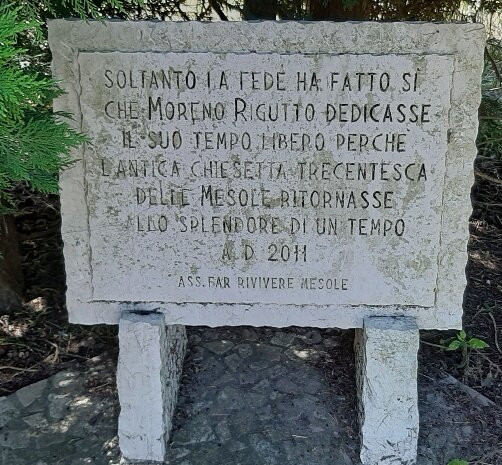 SOLTANTO LA FEDE HA FATTO SÌ
CHE MORENO RIGUTTO DEDICASSE
IL SUO TEMPO LIBERO PERCHE
L'ANTICA CHIESETTA TRECENTESCA
DELLE MESOLE RITORNASSE
ALLO SPLENDORE DI UN TEMPO
A. D. 2011
ASS. FAR RIVIVERE MESOLE